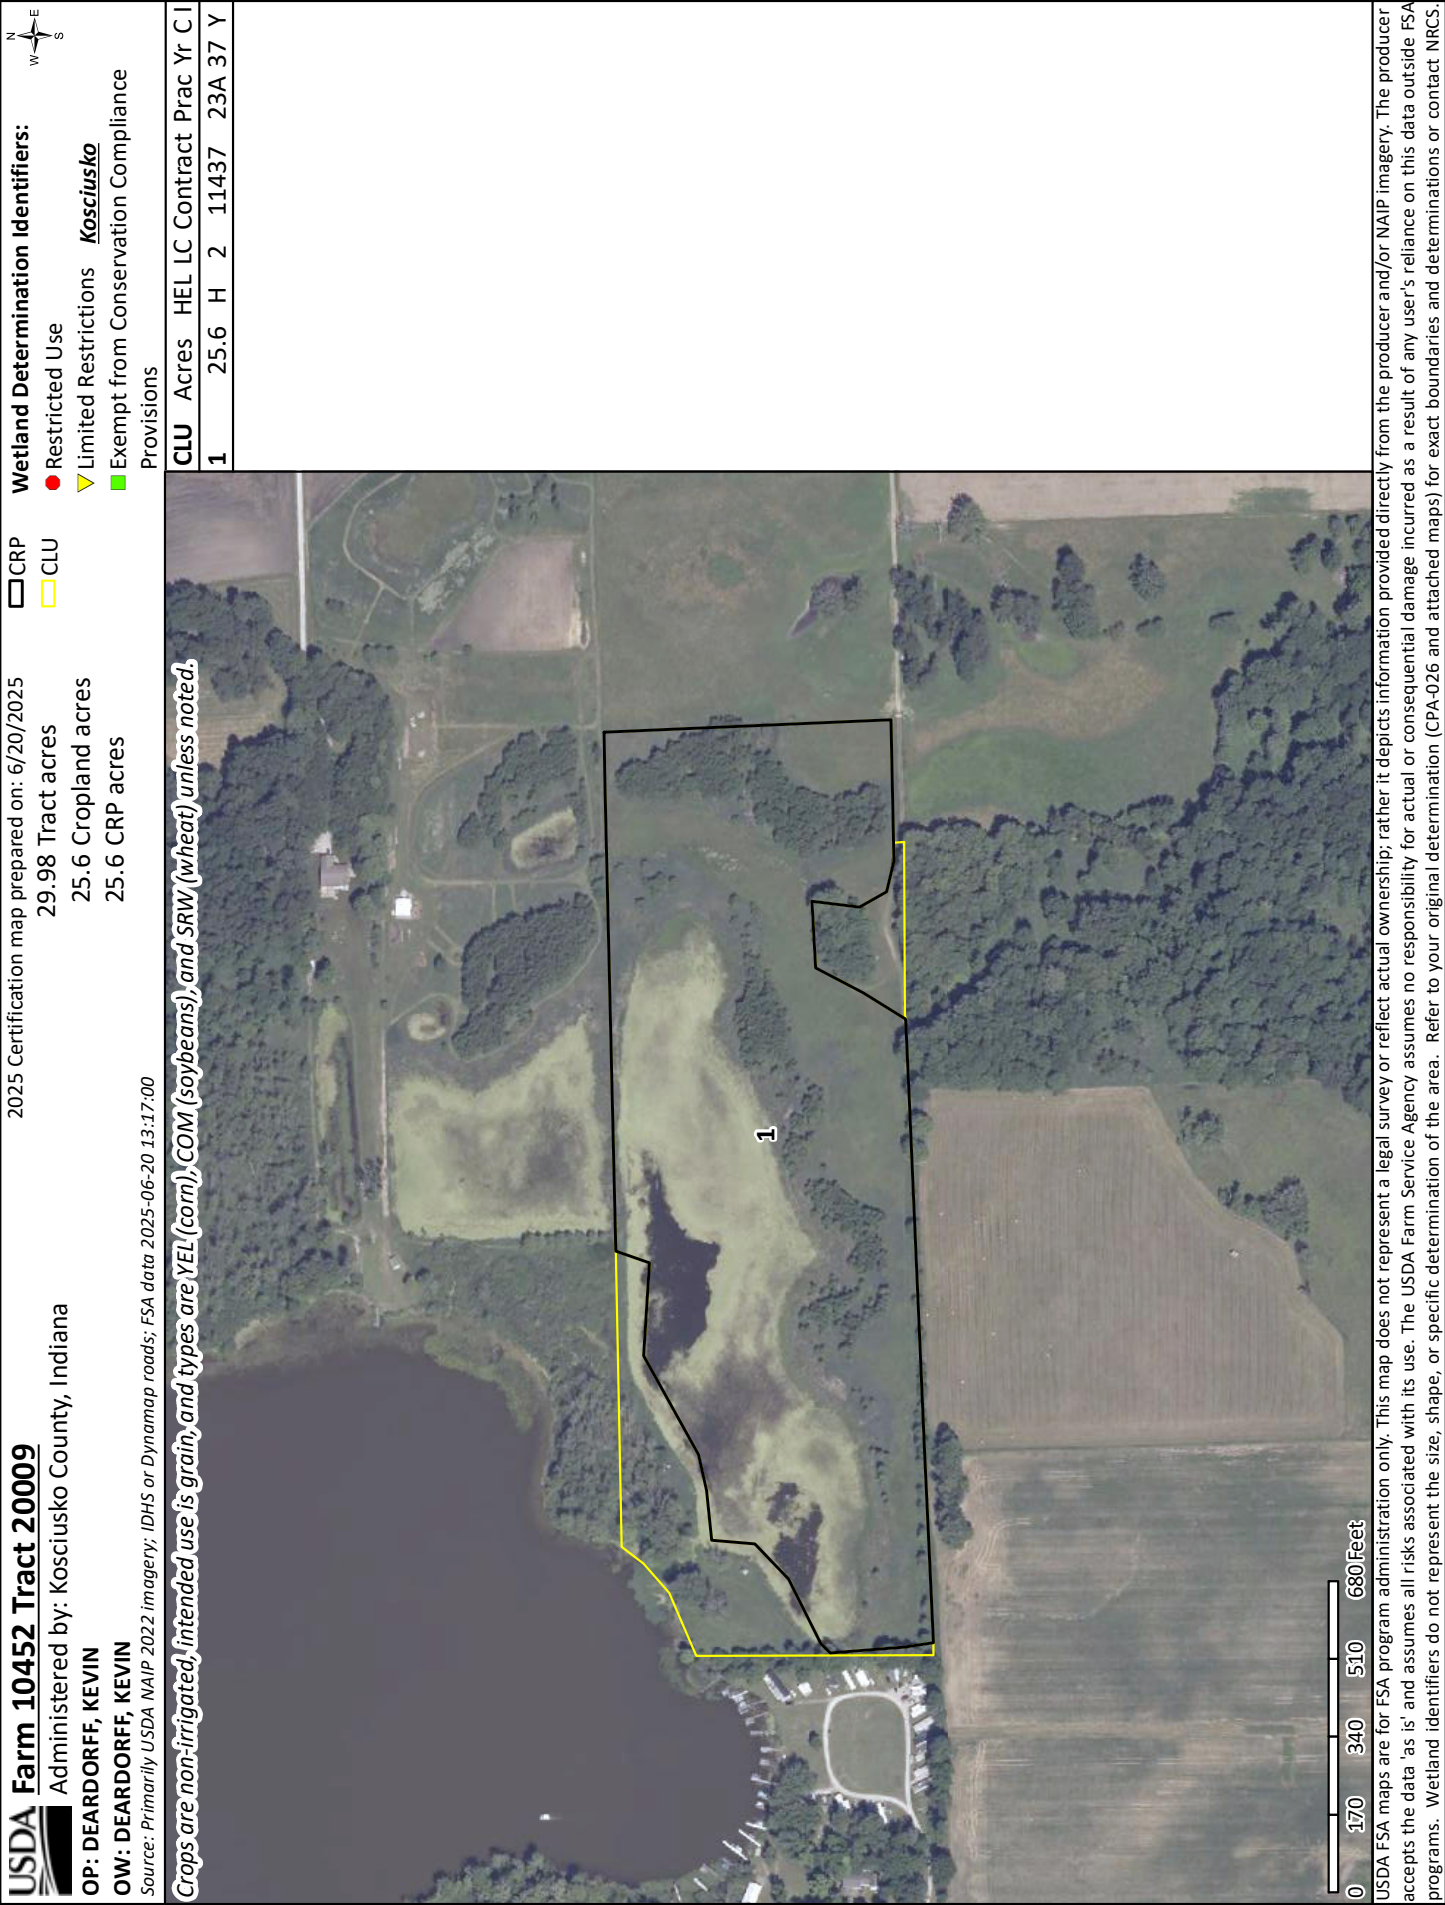 USDA
Farm 10452 Tract 20009
Administered by: Kosciusko County, Indiana
OP: DEARDORFF, KEVIN
OW: DEARDORFF, KEVIN
Source: Primarily USDA NAIP 2022 imagery; IDHS or Dynamap roads; FSA data 2025-06-20 13:17:00
2025 Certification map prepared on: 6/20/2025
29.98 Tract acres
25.6 Cropland acres
25.6 CRP acres
CRP
CLU
Wetland Determination Identifiers:
Restricted Use
Limited Restrictions
Exempt from Conservation Compliance
Provisions
Kosciusko
N
W E
S
Crops are non-irrigated, intended use is grain, and types are YEL (corn), COM (soybeans), and SRW (wheat) unless noted.
CLU Acres HEL LC Contract Prac Yr C I
1 25.6 H 2 11437 23A 37 Y
1
0 170 340 510 680 Feet
USDA FSA maps are for FSA program administration only. This map does not represent a legal survey or reflect actual ownership; rather it depicts information provided directly from the producer and/or NAIP imagery. The producer
accepts the data 'as is' and assumes all risks associated with its use. The USDA Farm Service Agency assumes no responsibility for actual or consequential damage incurred as a result of any user's reliance on this data outside FSA
programs. Wetland identifiers do not represent the size, shape, or specific determination of the area. Refer to your original determination (CPA-026 and attached maps) for exact boundaries and determinations or contact NRCS.